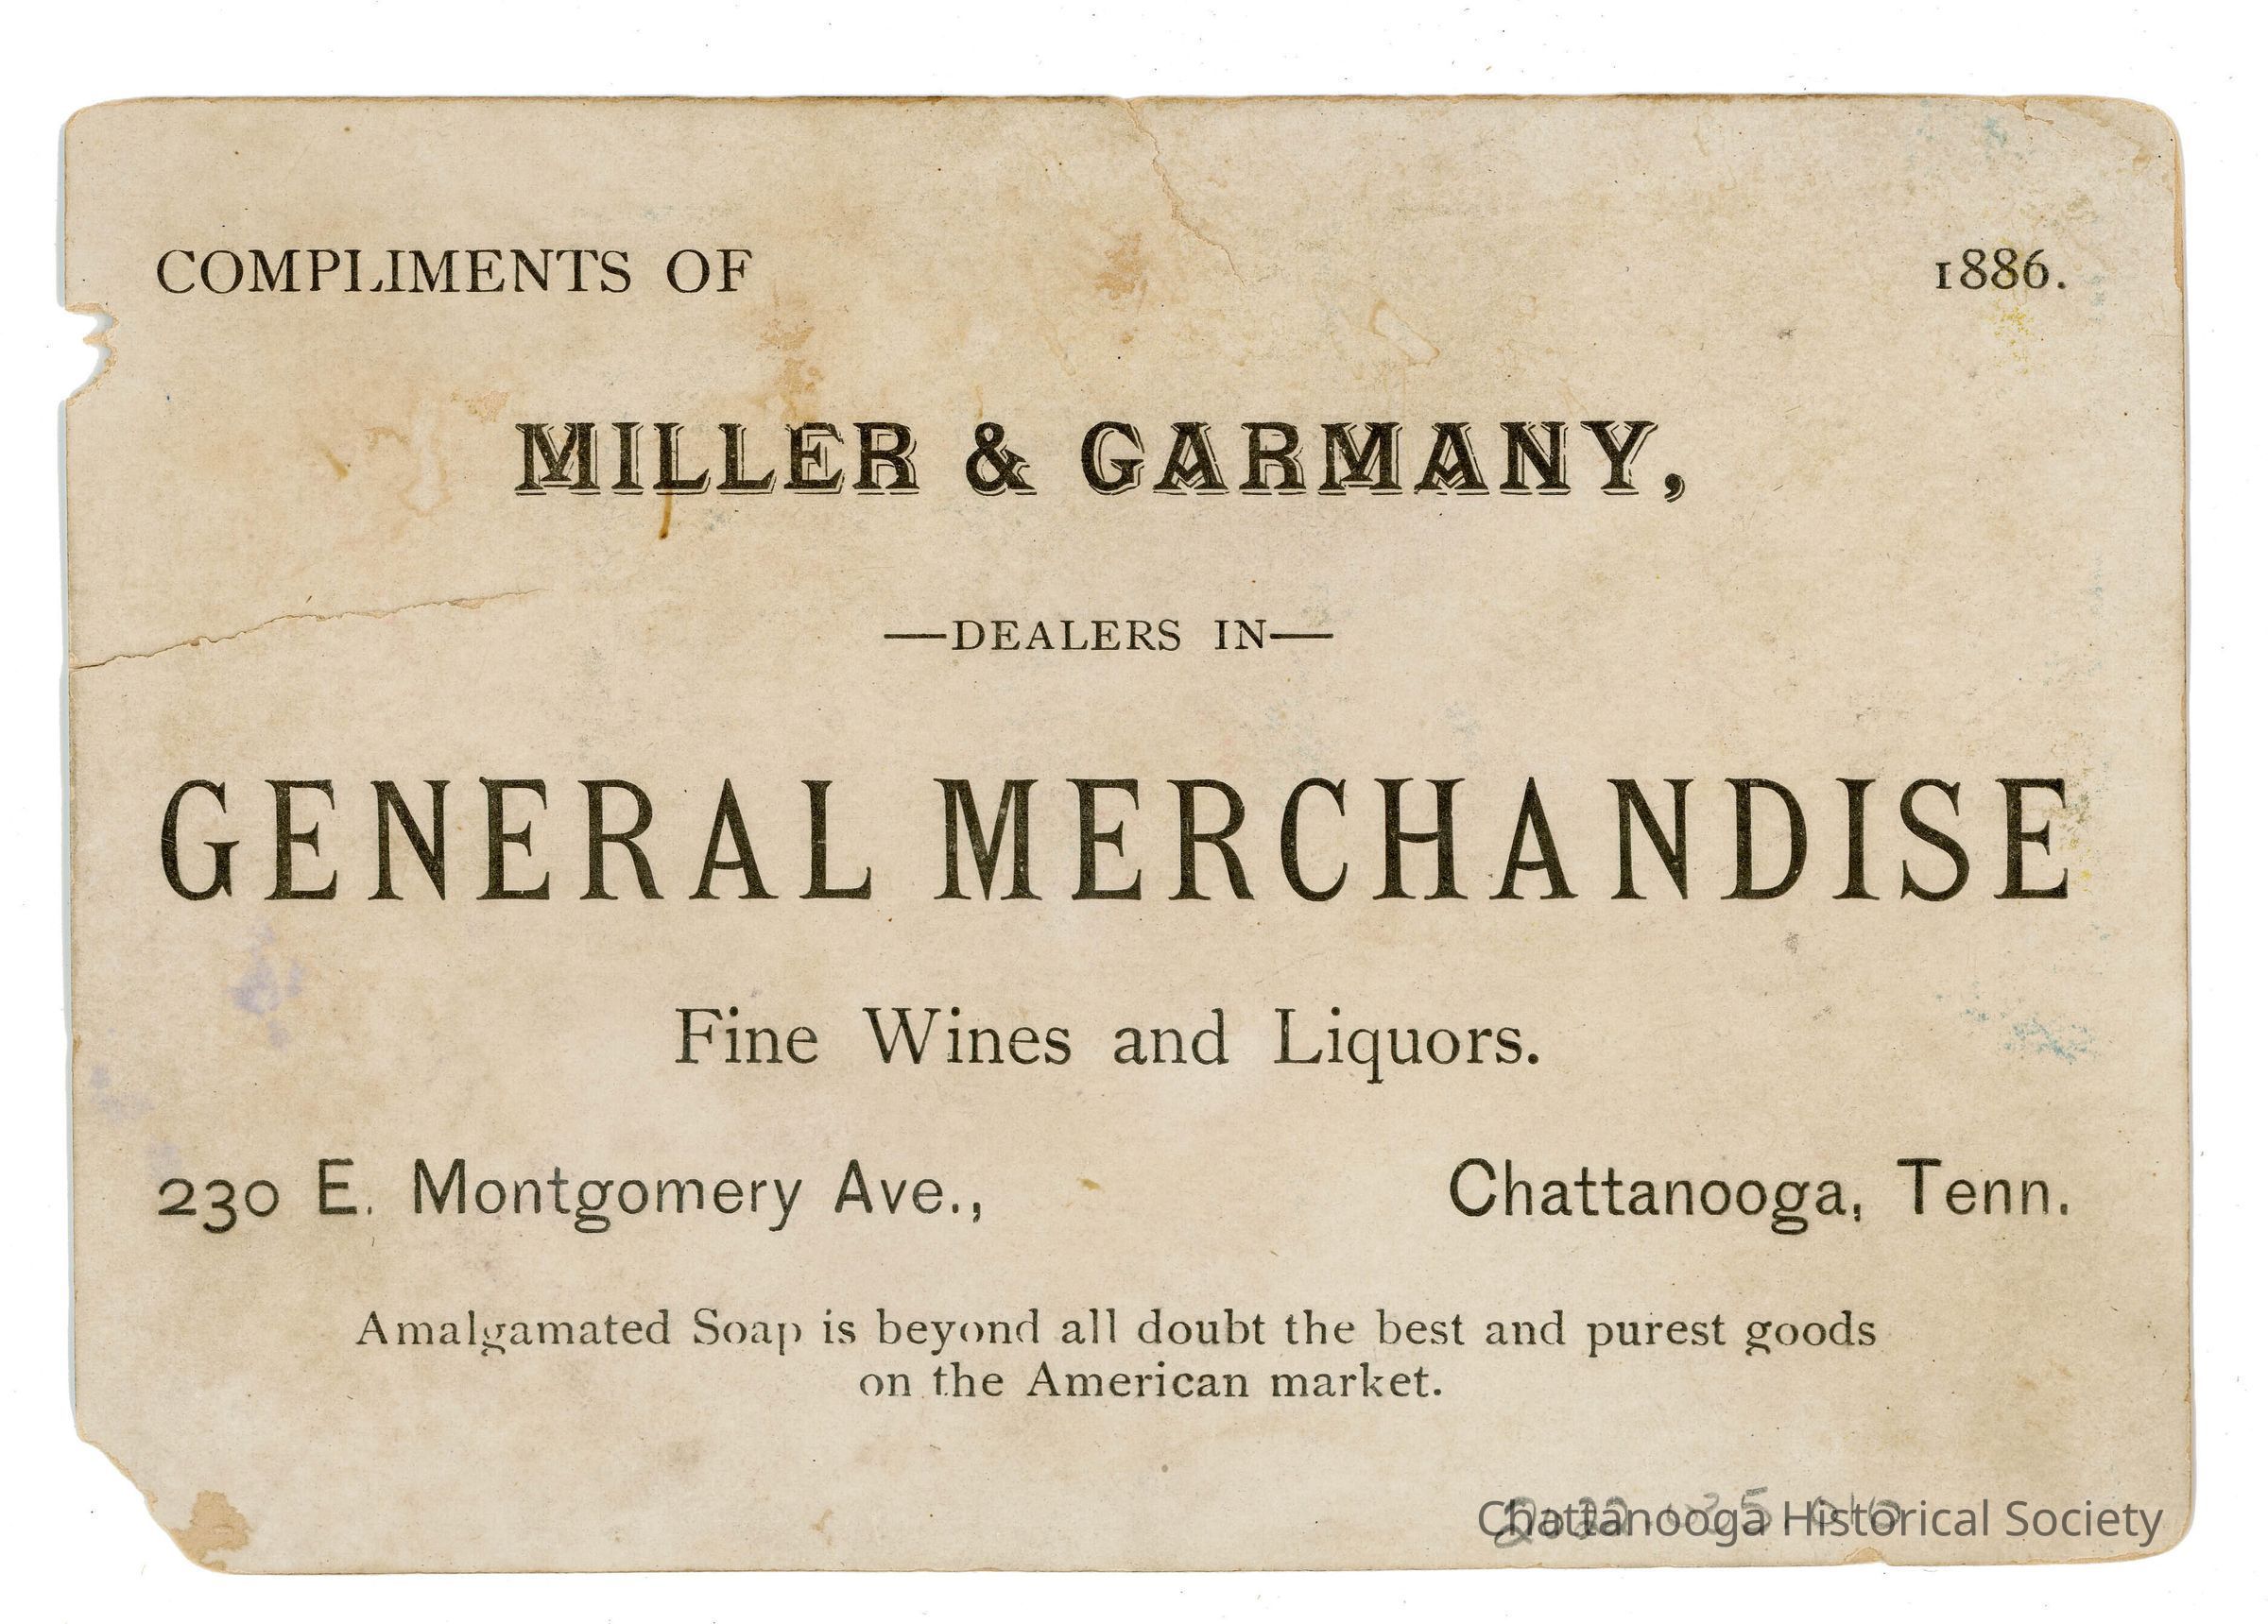 COMPLIMENTS OF 1886.
MILLER & GARMANY,
—DEALERS IN—
GENERAL MERCHANDISE
Fine Wines and Liquors.
230 E. Montgomery Ave., Chattanooga, Tenn.
Amalgamated Soap is beyond all doubt the best and purest goods
on the American market.
Chattanooga Historical Society